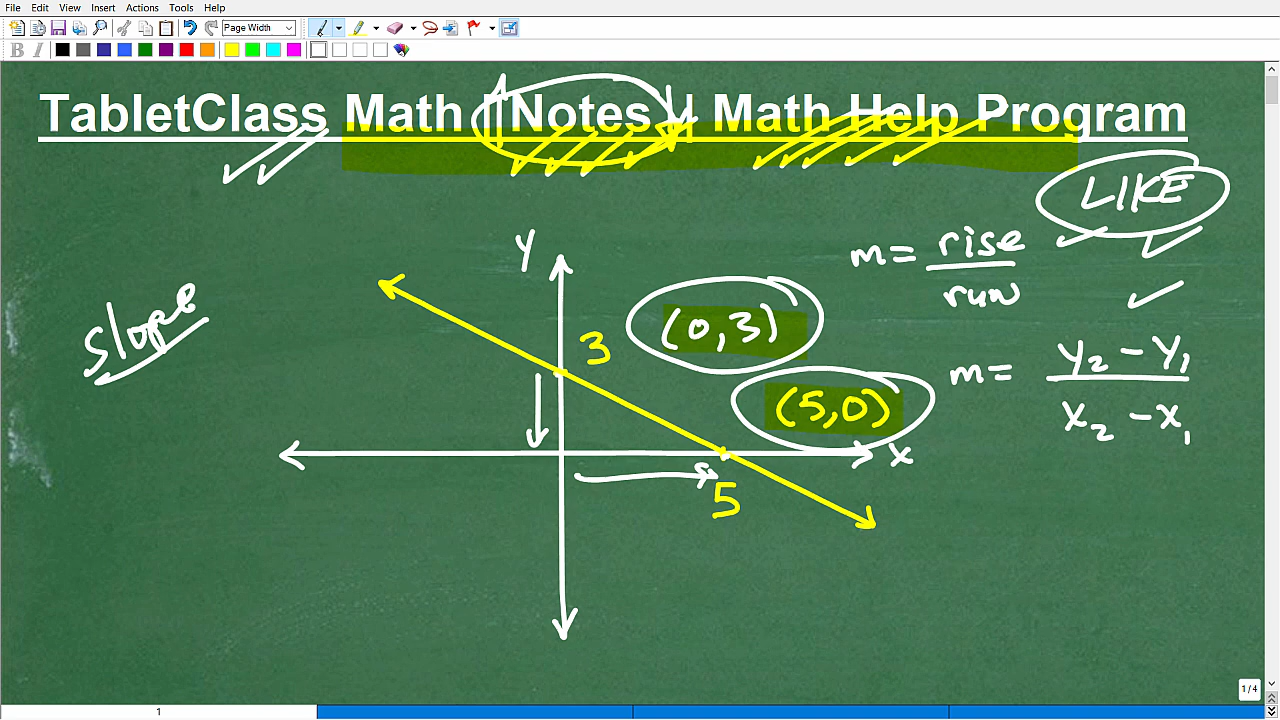 File Edit View Insert Actions Tools Help
Page Width
B I
TabletClass Math | Notes | Math Help Program
LIKE
y
m = rise/run
slope
3
(0,3)
m = y₂ - y₁ / x₂ - x₁
(5,0)
x
5
1/4
1